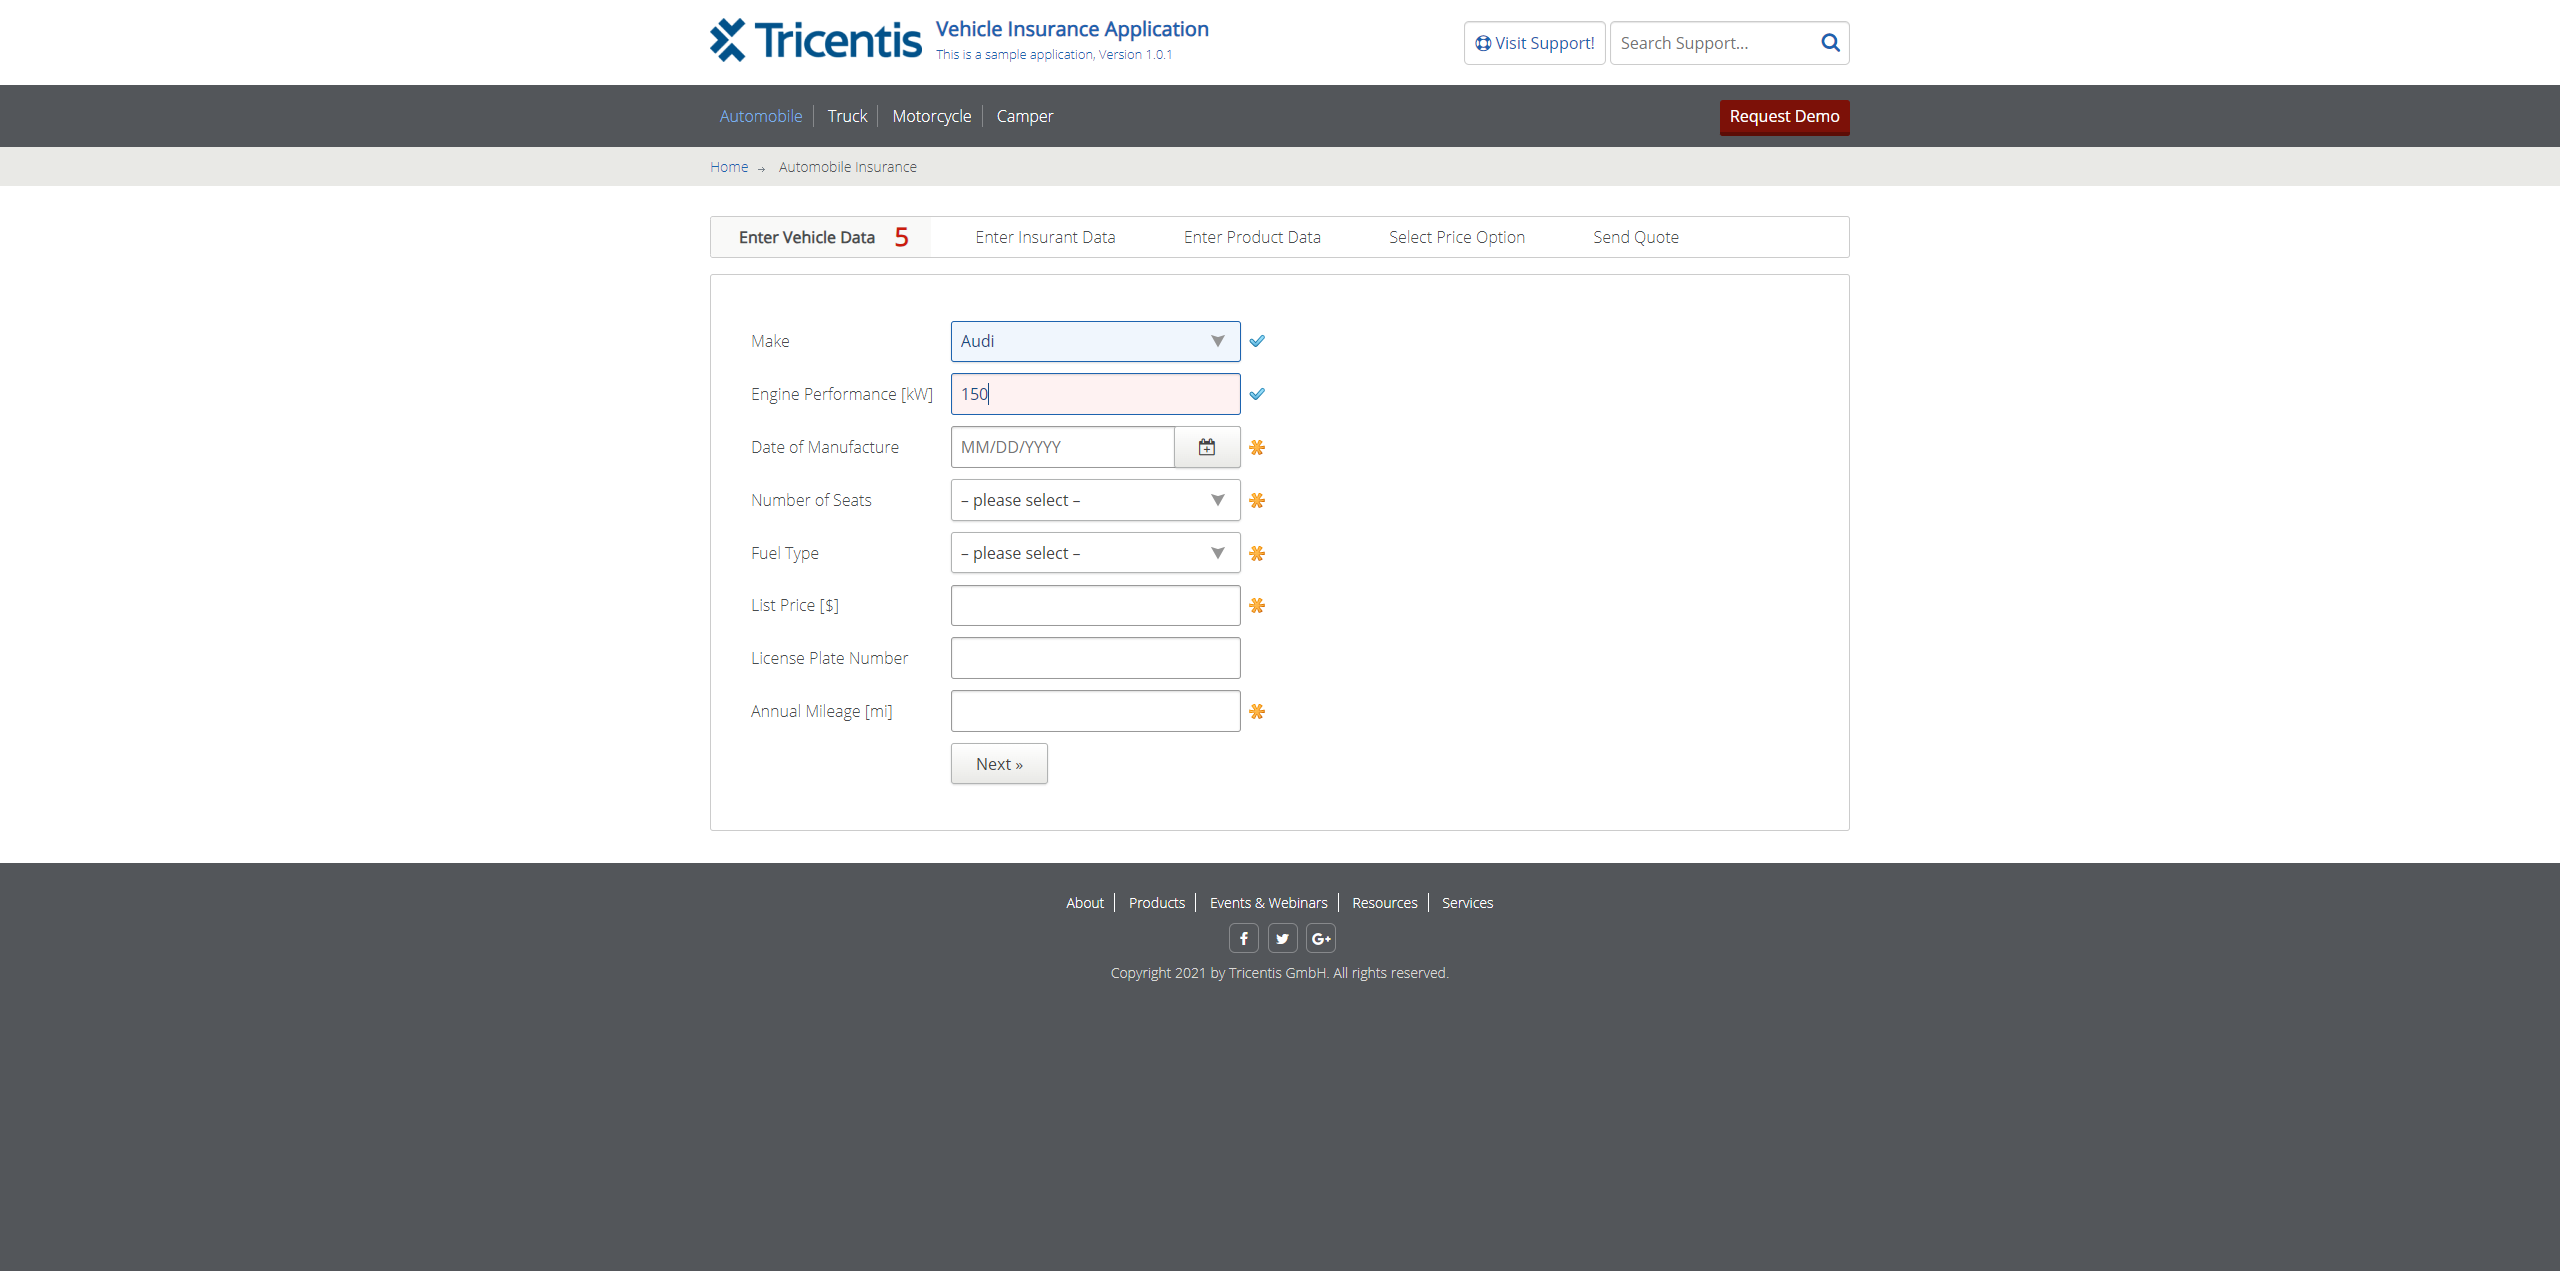 Tricentis
Vehicle Insurance Application
This is a sample application, Version 1.0.1
Visit Support!
Search Support...
Automobile
Truck
Motorcycle
Camper
Request Demo
Home → Automobile Insurance
Enter Vehicle Data 5
Enter Insurant Data
Enter Product Data
Select Price Option
Send Quote
Make
Audi
Engine Performance [kW]
150
Date of Manufacture
MM/DD/YYYY
Number of Seats
– please select –
Fuel Type
– please select –
List Price [$]
License Plate Number
Annual Mileage [mi]
Next »
About
Products
Events & Webinars
Resources
Services
Copyright 2021 by Tricentis GmbH. All rights reserved.